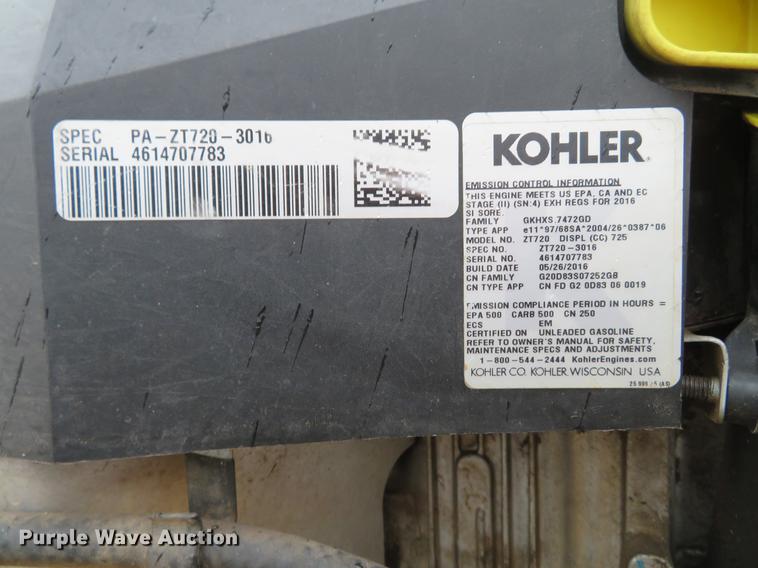 SPEC PA-ZT720-3016
SERIAL 4614707783
KOHLER.
EMISSION CONTROL INFORMATION
THIS ENGINE MEETS US EPA, CA AND EC
STAGE (II) (SN:4) EXH REGS FOR 2016
SI SORE.
FAMILY GKHXS.7472GD
TYPE APP e11*97/68SA*2004/26*0387*06
MODEL NO. ZT720 DISPL (CC) 725
SPEC NO. ZT720-3016
SERIAL NO. 4614707783
BUILD DATE 05/26/2016
CN FAMILY G20D83S07252GB
CN TYPE APP CN FD G2 0D83 06 0019
EMISSION COMPLIANCE PERIOD IN HOURS =
EPA 500 CARB 500 CN 250
ECS EM
CERTIFIED ON UNLEADED GASOLINE
REFER TO OWNER'S MANUAL FOR SAFETY,
MAINTENANCE SPECS AND ADJUSTMENTS
1-800-544-2444 KohlerEngines.com
KOHLER CO. KOHLER, WISCONSIN USA
Purple Wave Auction